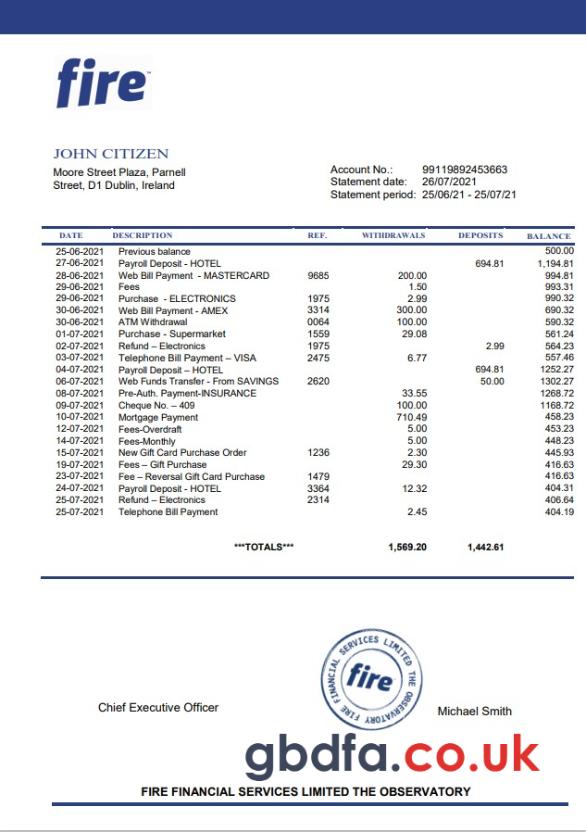 fire™
JOHN CITIZEN
Moore Street Plaza, Parnell
Street, D1 Dublin, Ireland
Account No.: 99119892453663
Statement date: 26/07/2021
Statement period: 25/06/21 - 25/07/21
DATE DESCRIPTION REF. WITHDRAWALS DEPOSITS BALANCE
25-06-2021 Previous balance 500.00
27-06-2021 Payroll Deposit - HOTEL 694.81 1,194.81
28-06-2021 Web Bill Payment - MASTERCARD 9685 200.00 994.81
29-06-2021 Fees 1.50 993.31
29-06-2021 Purchase - ELECTRONICS 1975 2.99 990.32
30-06-2021 Web Bill Payment - AMEX 3314 300.00 690.32
30-06-2021 ATM Withdrawal 0064 100.00 590.32
01-07-2021 Purchase - Supermarket 1559 29.08 561.24
02-07-2021 Refund – Electronics 1975 2.99 564.23
03-07-2021 Telephone Bill Payment – VISA 2475 6.77 557.46
04-07-2021 Payroll Deposit – HOTEL 694.81 1252.27
06-07-2021 Web Funds Transfer - From SAVINGS 2620 50.00 1302.27
08-07-2021 Pre-Auth. Payment-INSURANCE 33.55 1268.72
09-07-2021 Cheque No. – 409 100.00 1168.72
10-07-2021 Mortgage Payment 710.49 458.23
12-07-2021 Fees-Overdraft 5.00 453.23
14-07-2021 Fees-Monthly 5.00 448.23
15-07-2021 New Gift Card Purchase Order 1236 2.30 445.93
19-07-2021 Fees – Gift Purchase 29.30 416.63
23-07-2021 Fee – Reversal Gift Card Purchase 1479 416.63
24-07-2021 Payroll Deposit - HOTEL 3364 12.32 404.31
25-07-2021 Refund – Electronics 2314 406.64
25-07-2021 Telephone Bill Payment 2.45 404.19
***TOTALS*** 1,569.20 1,442.61
FIRE FINANCIAL SERVICES LIMITED THE OBSERVATORY
fire
Chief Executive Officer
Michael Smith
gbdfa.co.uk
FIRE FINANCIAL SERVICES LIMITED THE OBSERVATORY